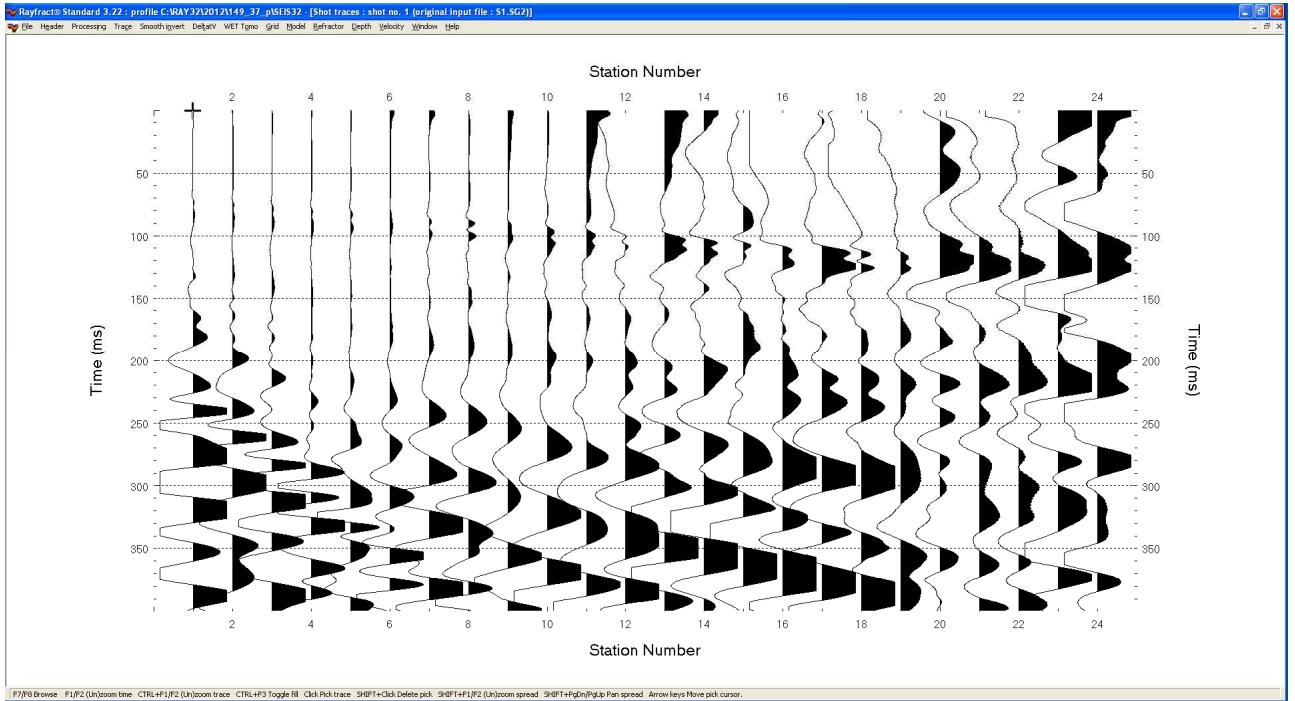 Rayfract® Standard 3.22 : profile C:\RAY32\2012\149_37_p\SEIS32 - [Shot traces : shot no. 1 (original input file : S1.SG2)]
File Header Processing Trace Smooth invert DeltatV WET Tomo Grid Model Refractor Depth Velocity Window Help
Station Number
2 4 6 8 10 12 14 16 18 20 22 24
50 50
100 100
150 150
Time (ms)
Time (ms)
200 200
250 250
300 300
350 350
2 4 6 8 10 12 14 16 18 20 22 24
Station Number
F7/F8 Browse F1/F2 (Un)zoom time CTRL+F1/F2 (Un)zoom trace CTRL+F3 Toggle fill Click Pick trace SHIFT+Click Delete pick SHIFT+F1/F2 (Un)zoom spread SHIFT+PgDn/PgUp Pan spread Arrow keys Move pick cursor.